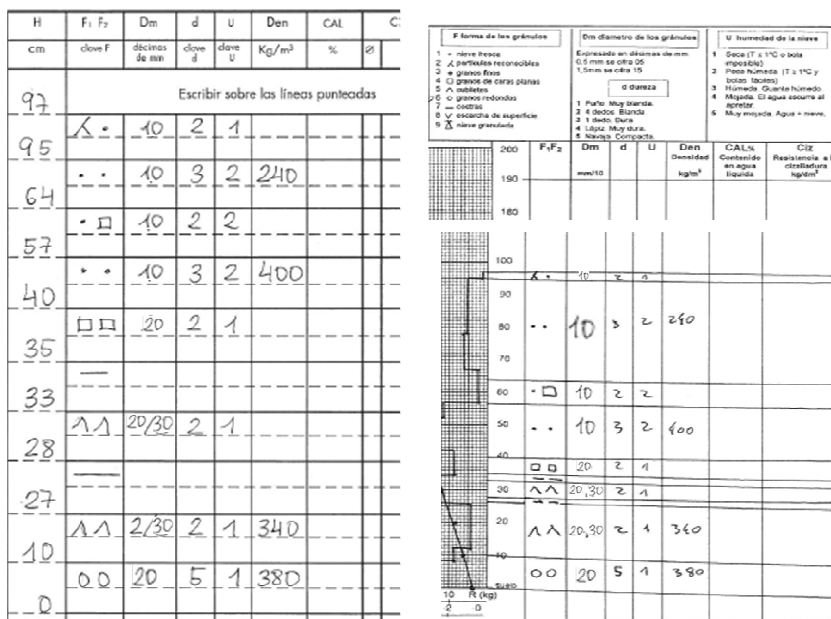 H F₁ F₂ Dm d U Den CAL C
cm clave F décimas de mm clave d clave U Kg/m³ % Ø
97
Escribir sobre las líneas punteadas
⋏ • 10 2 1
95
• • 10 3 2 240
64
• □ 10 2 2
57
• • 10 3 2 400
40
□ □ 20 2 1
35
—
33
∧ ∧ 20/30 2 1
28
—
27
∧ ∧ 2/30 2 1 340
10
○ ○ 20 5 1 380
0
F forma de los gránulos
1 + nieve fresca
2 ⋏ partículas reconocibles
3 • granos finos
4 □ granos de caras planas
5 ∧ cubiletes
6 ○ granos redondos
7 — costras
8 ∨ escarcha de superficie
9 nieve granulada
Dm diametro de los gránulos
Expresado en décimas de mm
0,5 mm se cifra 05
1,5mm se cifra 15
d dureza
1 Puño. Muy blanda.
2 4 dedos. Blanda
3 1 dedo. Dura
4 Lápiz. Muy dura.
5 Navaja. Compacta.
U humedad de la nieve
1 Seca (T ≤ 1ºC o bola
imposible)
2 Poco húmeda (T ≥ 1ºC y
bolas fáciles)
3 Húmeda. Guante húmedo
4 Mojada. El agua escurre al
apretar.
5 Muy mojada. Agua + nieve.
200 F₁F₂ Dm d U Den CAL% Ciz
Densidad Contenido en agua líquida Resistencia a l cizalladura
mm/10 kg/m³ kg/dm²
190
180
100
⋏ • 10 2 1
90
80 • • 10 3 2 240
70
60 • □ 10 2 2
50 • • 10 3 2 400
40
□ □ 20 2 1
— —
30 ∧ ∧ 20,30 2 1
20 ∧ ∧ 20,30 2 1 340
10
○ ○ 20 5 1 380
suelo
10 R (kg)
2 0